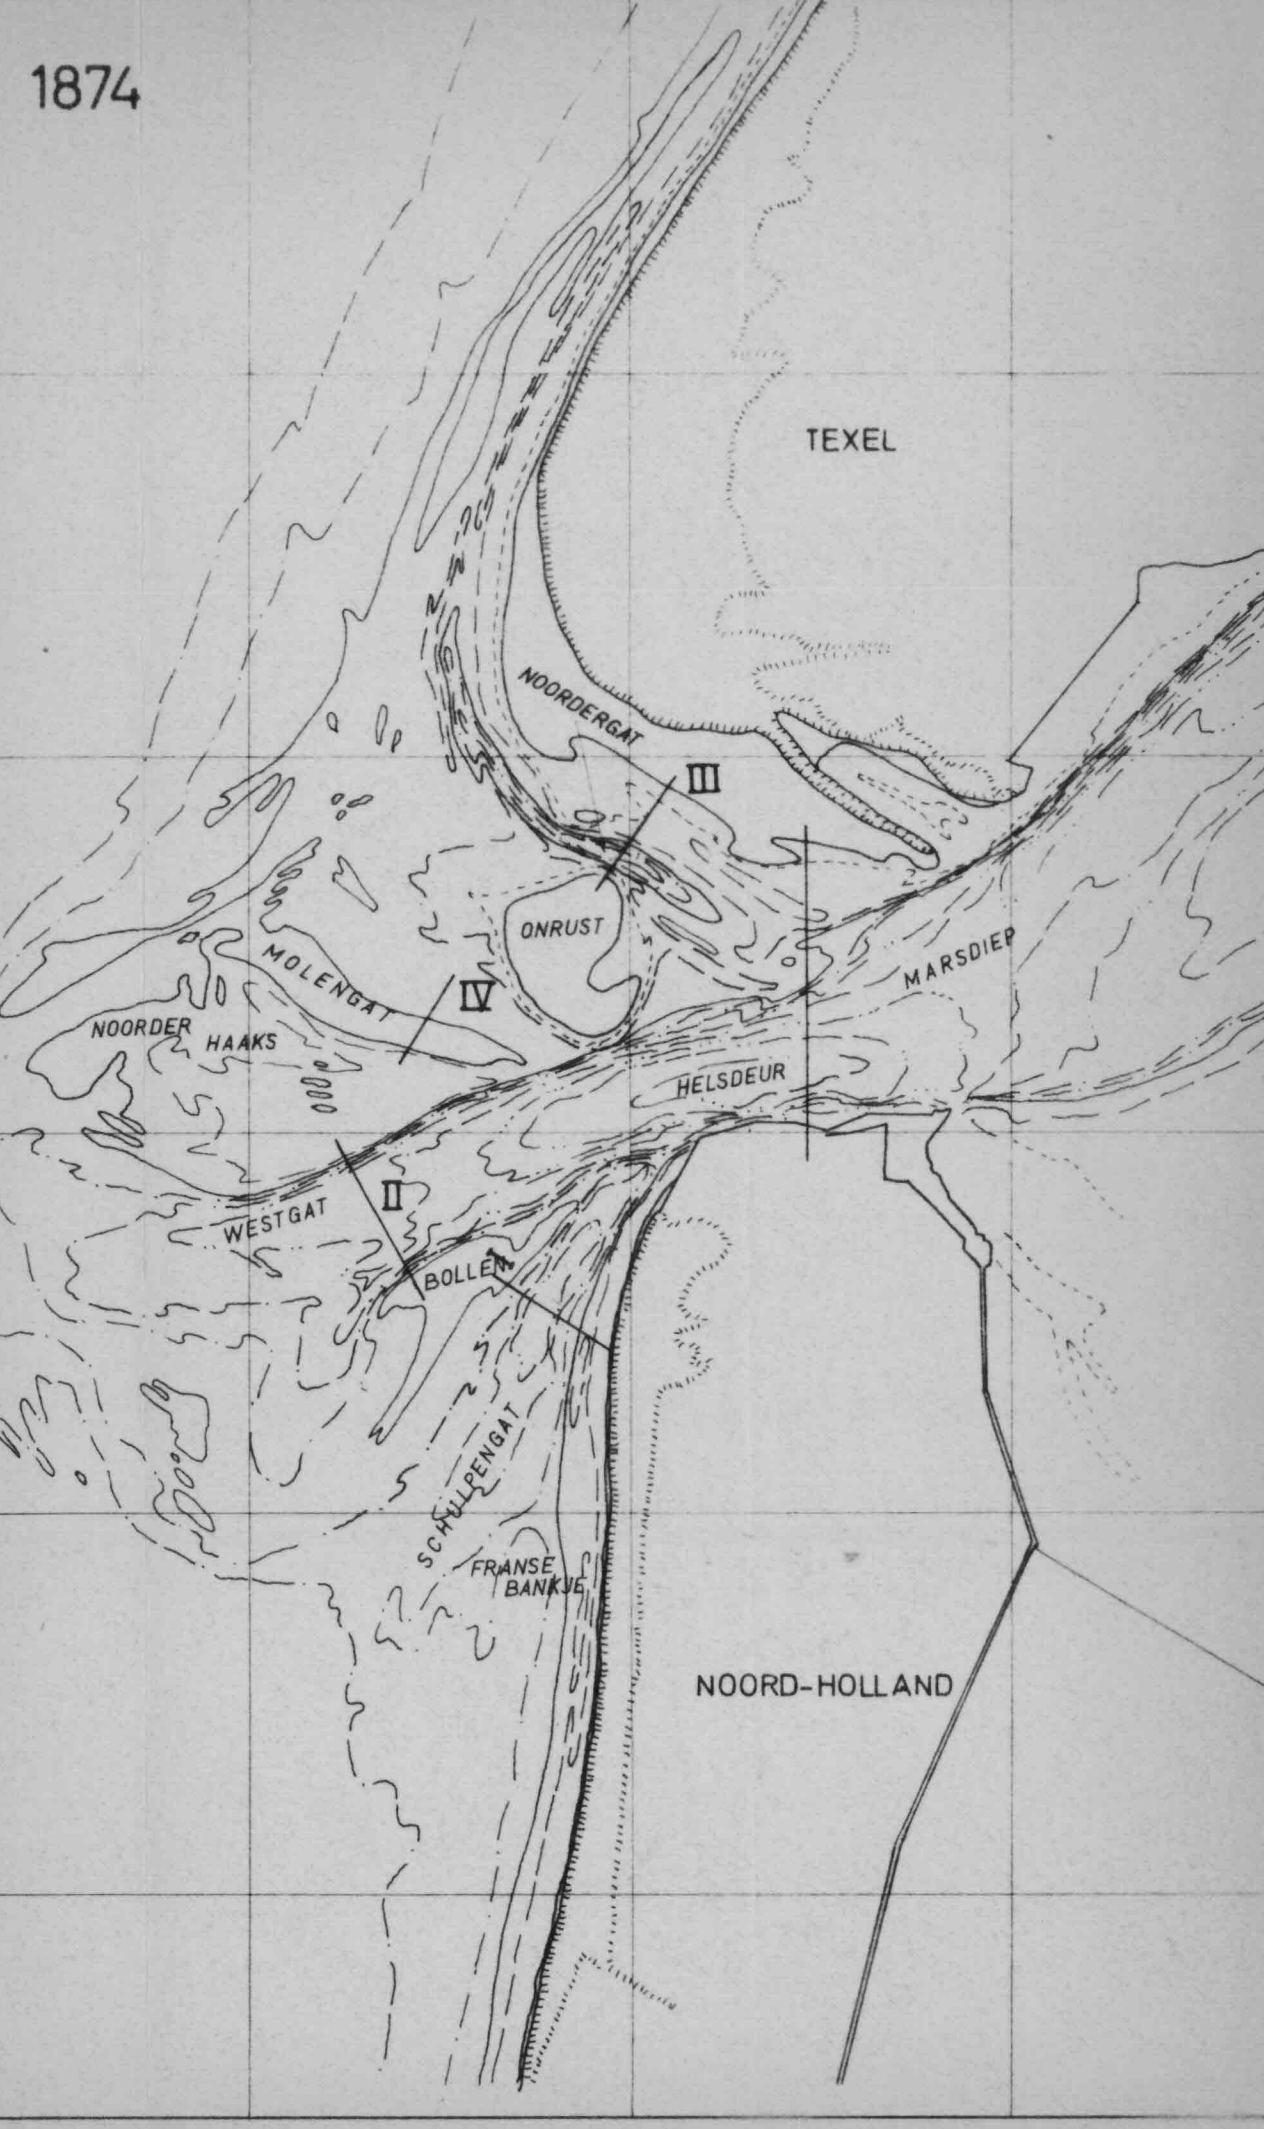 1874
TEXEL
NOORDERGAT
III
ONRUST
MOLENGAT
MARSDIEP
IV
NOORDER
HAAKS
HELSDEUR
II
WESTGAT
BOLLEN
I
SCHULPENGAT
FRANSE
BANKJE
NOORD-HOLLAND